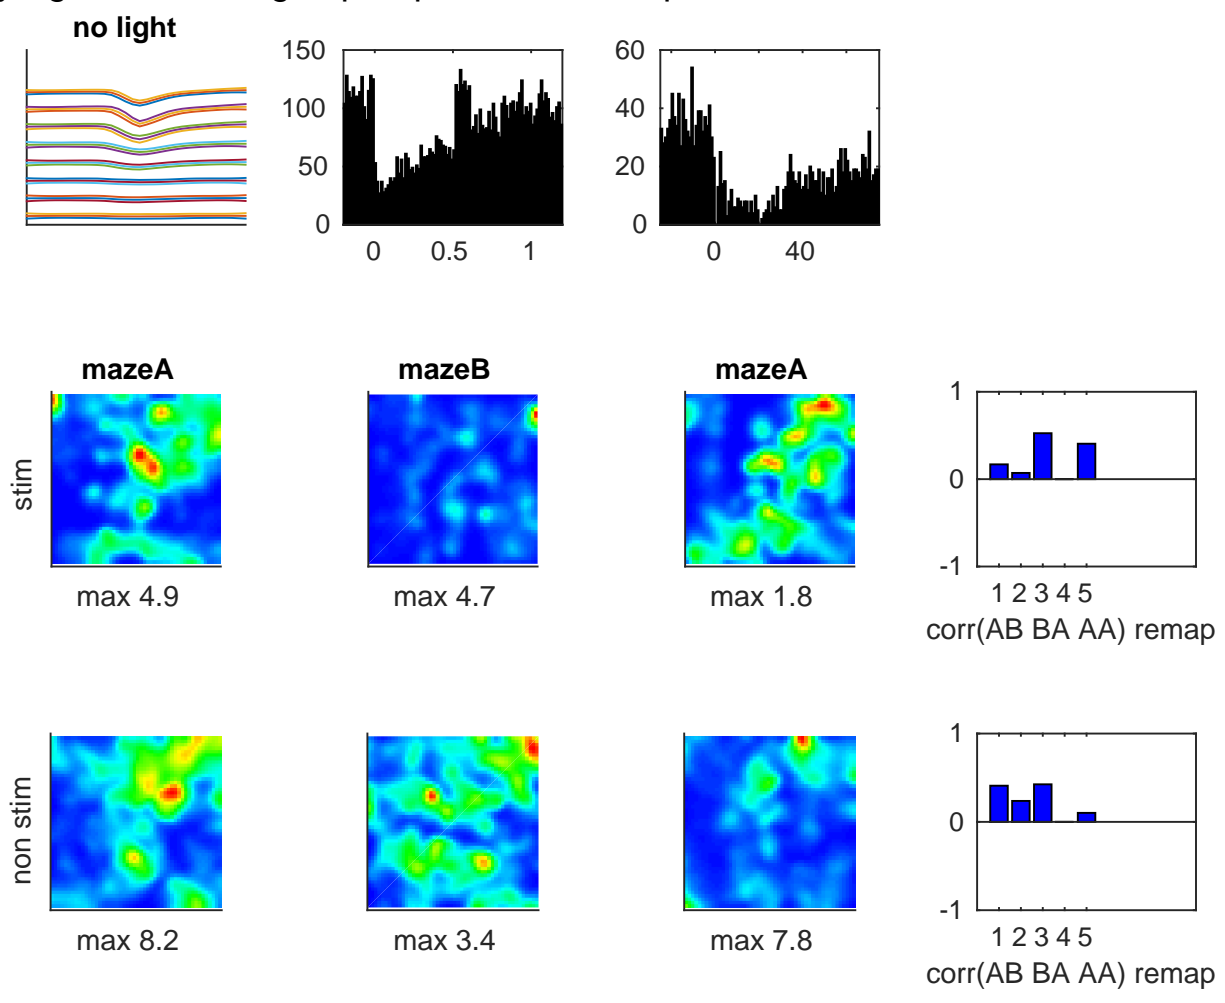 no light
150
100
50
0
0
0.5
1
60
40
20
0
0
40
mazeA
mazeB
mazeA
stim
max 4.9
max 4.7
max 1.8
1
0
-1
1 2 3 4 5
corr(AB BA AA) remap
non stim
max 8.2
max 3.4
max 7.8
1
0
-1
1 2 3 4 5
corr(AB BA AA) remap